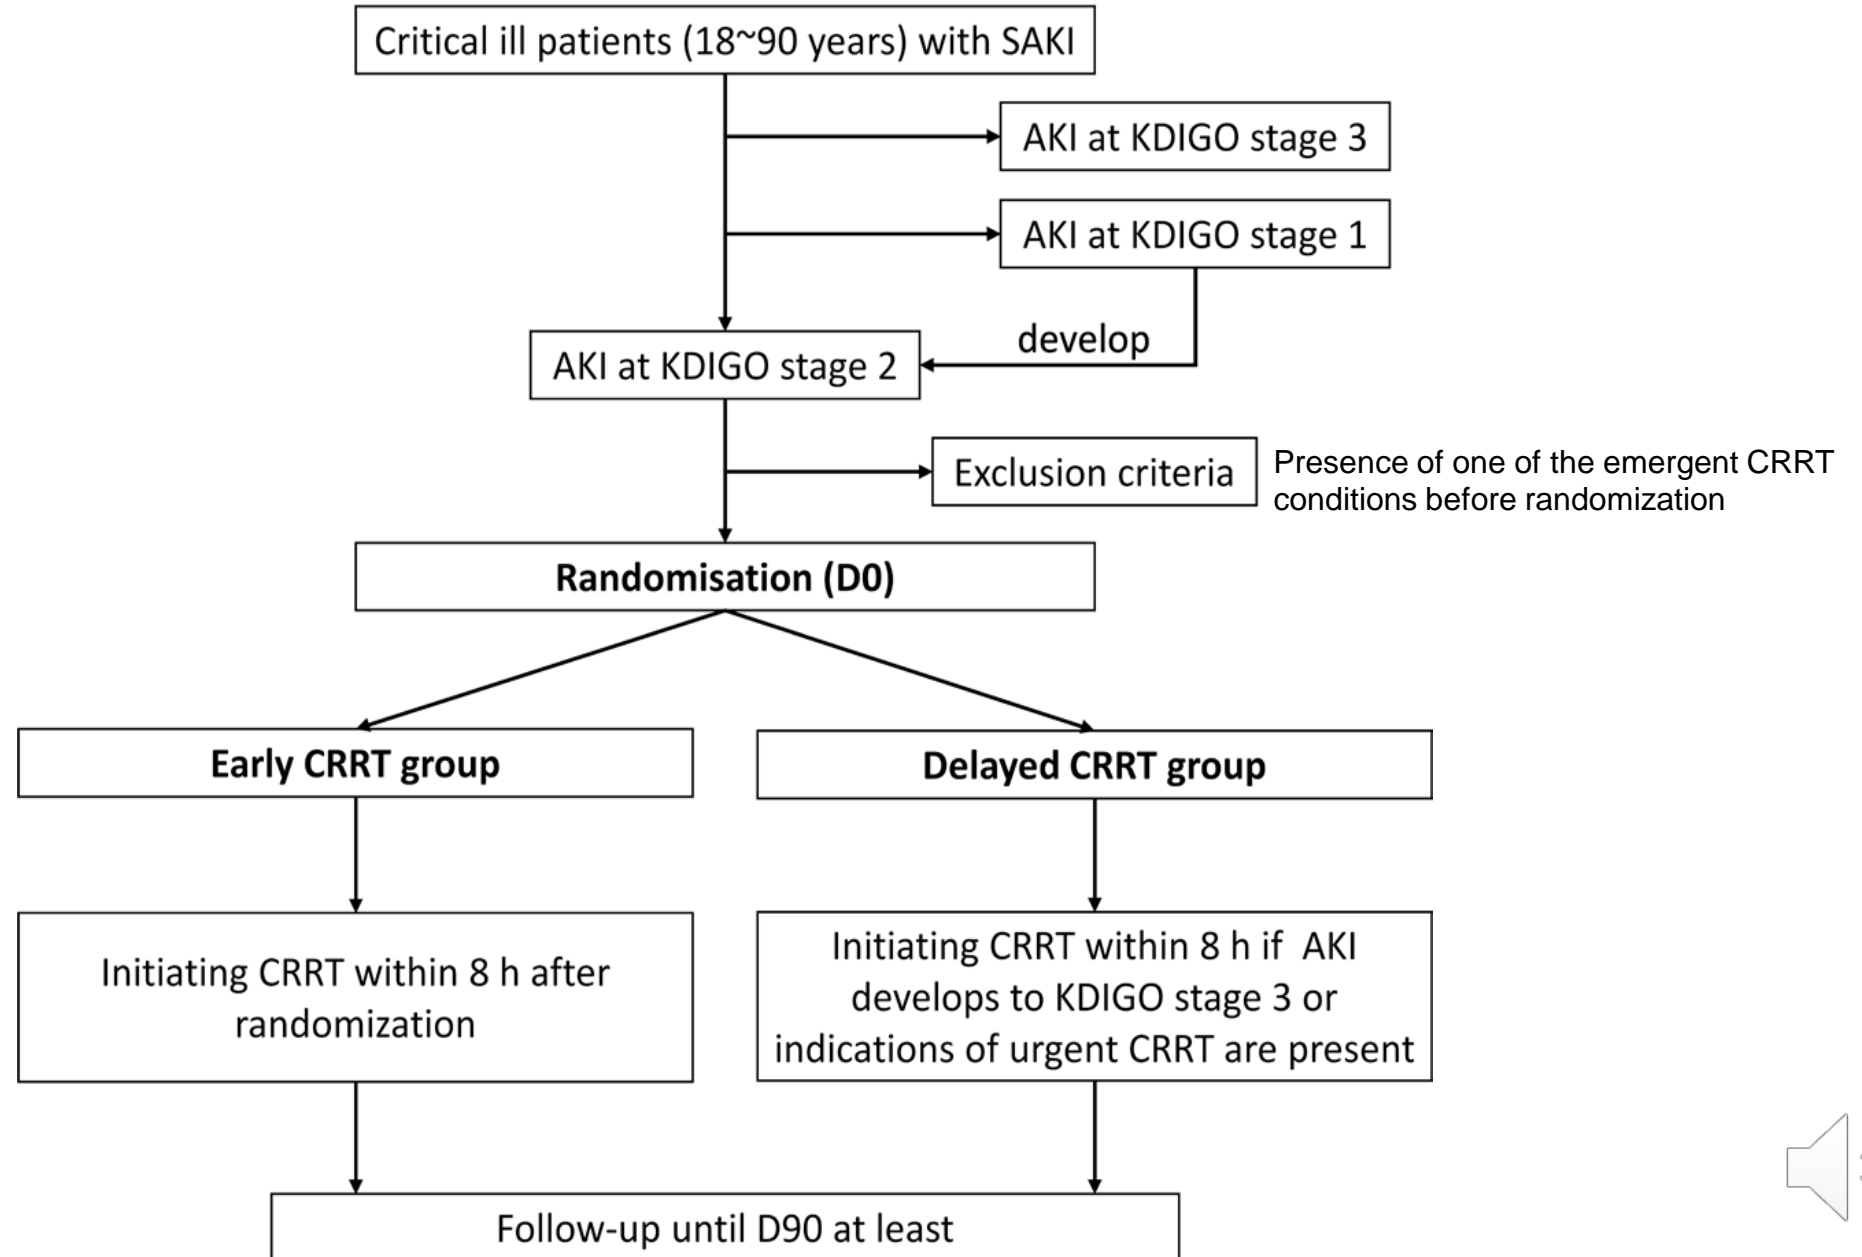 Critical ill patients (18~90 years) with SAKI
AKI at KDIGO stage 3
AKI at KDIGO stage 1
develop
AKI at KDIGO stage 2
Exclusion criteria
Presence of one of the emergent CRRT
conditions before randomization
Randomisation (D0)
Early CRRT group
Delayed CRRT group
Initiating CRRT within 8 h after
randomization
Initiating CRRT within 8 h if  AKI
develops to KDIGO stage 3 or
indications of urgent CRRT are present
Follow-up until D90 at least